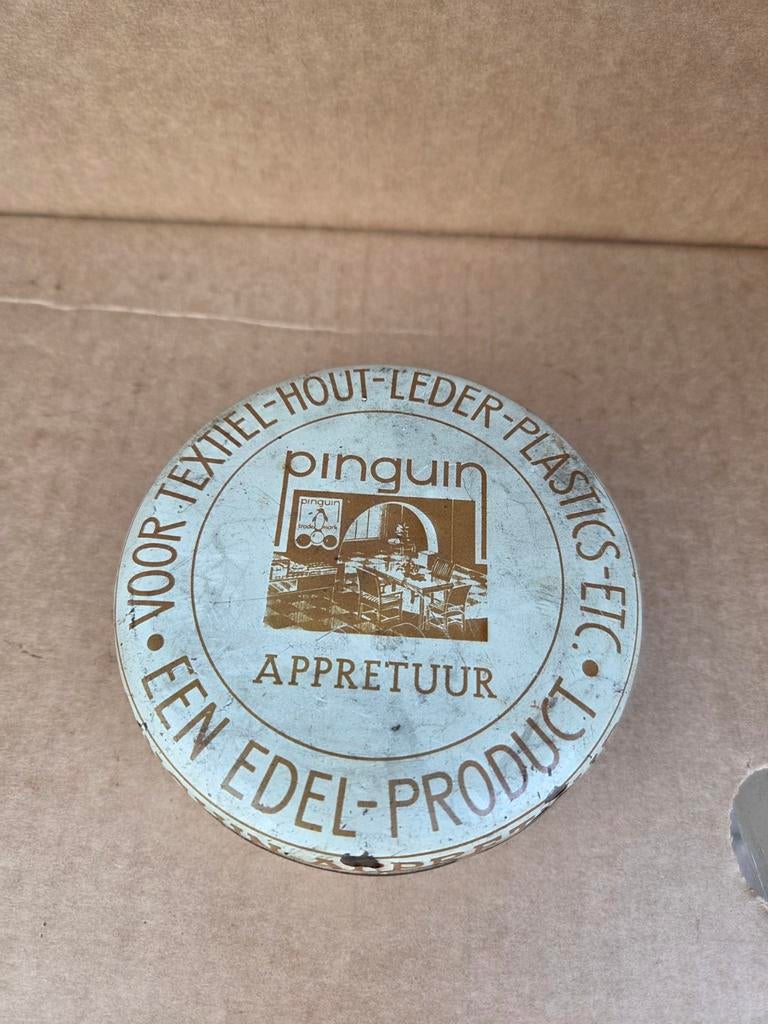 VOOR TEXTIEL-HOUT-LEDER-PLASTICS-ETC.
pinguin
pinguin
trade mark
APPRETUUR
• EEN EDEL-PRODUCT •